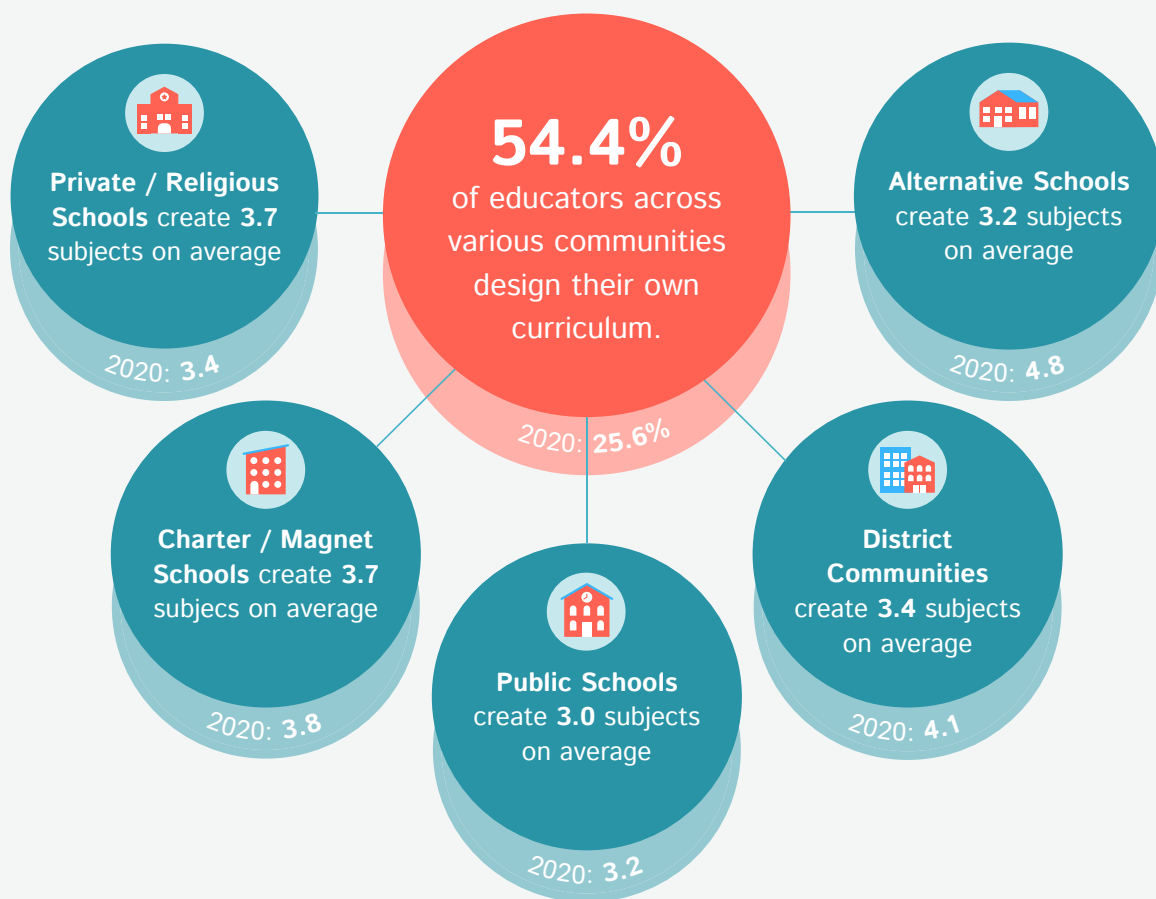 54.4%
of educators across
various communities
design their own
curriculum.
2020: 25.6%
Private / Religious
Schools create 3.7
subjects on average
2020: 3.4
Alternative Schools
create 3.2 subjects
on average
2020: 4.8
Charter / Magnet
Schools create 3.7
subjecs on average
2020: 3.8
District
Communities
create 3.4 subjects
on average
2020: 4.1
Public Schools
create 3.0 subjects
on average
2020: 3.2